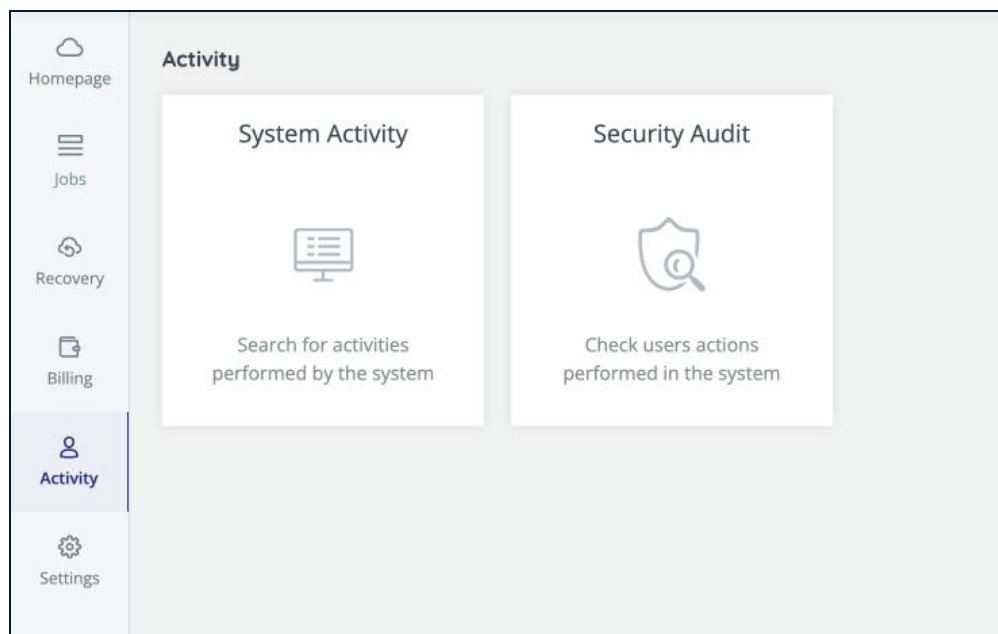 Homepage
Jobs
Recovery
Billing
Activity
Settings
Activity
System Activity
Search for activities
performed by the system
Security Audit
Check users actions
performed in the system